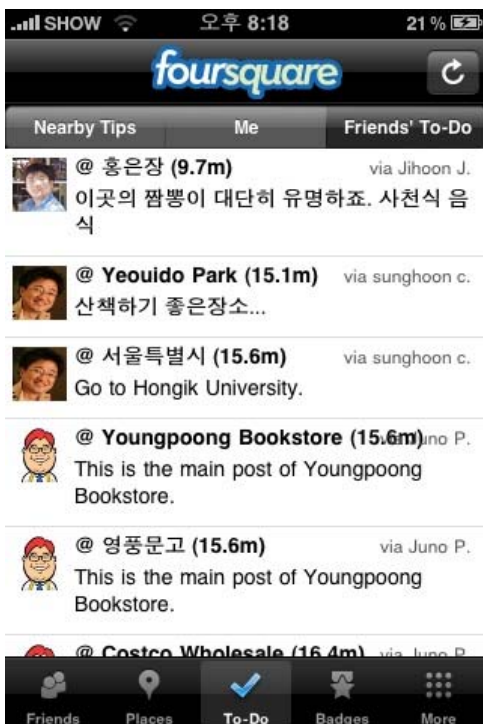 SHOW 오후 8:18 21 %
foursquare
Nearby Tips Me Friends' To-Do
@ 홍은장 (9.7m) via Jihoon J.
이곳의 짬뽕이 대단히 유명하죠. 사천식 음
식
@ Yeouido Park (15.1m) via sunghoon c.
산책하기 좋은장소...
@ 서울특별시 (15.6m) via sunghoon c.
Go to Hongik University.
@ Youngpoong Bookstore (15.6m) via Juno P.
This is the main post of Youngpoong
Bookstore.
@ 영풍문고 (15.6m) via Juno P.
This is the main post of Youngpoong
Bookstore.
@ Costco Wholesale (16.4m) via Juno P.
Friends Places To-Do Badges More